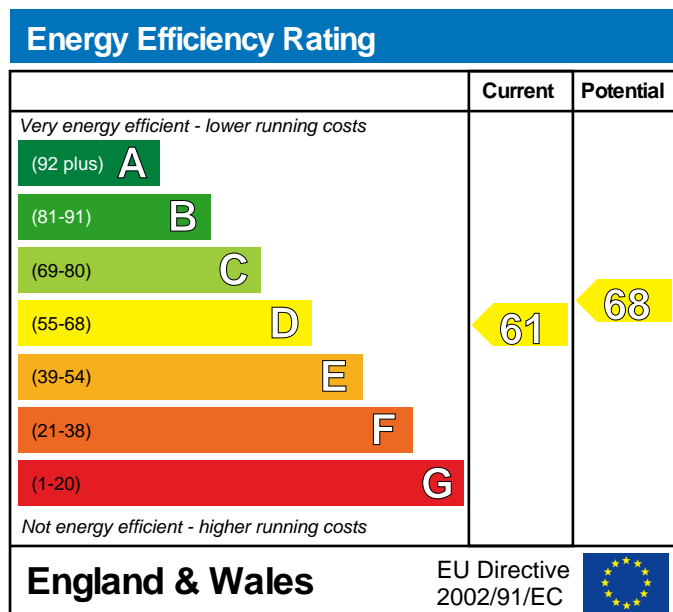 Energy Efficiency Rating
Current Potential
Very energy efficient - lower running costs
(92 plus) A
(81-91) B
(69-80) C
(55-68) D
61
68
(39-54) E
(21-38) F
(1-20) G
Not energy efficient - higher running costs
England & Wales
EU Directive
2002/91/EC